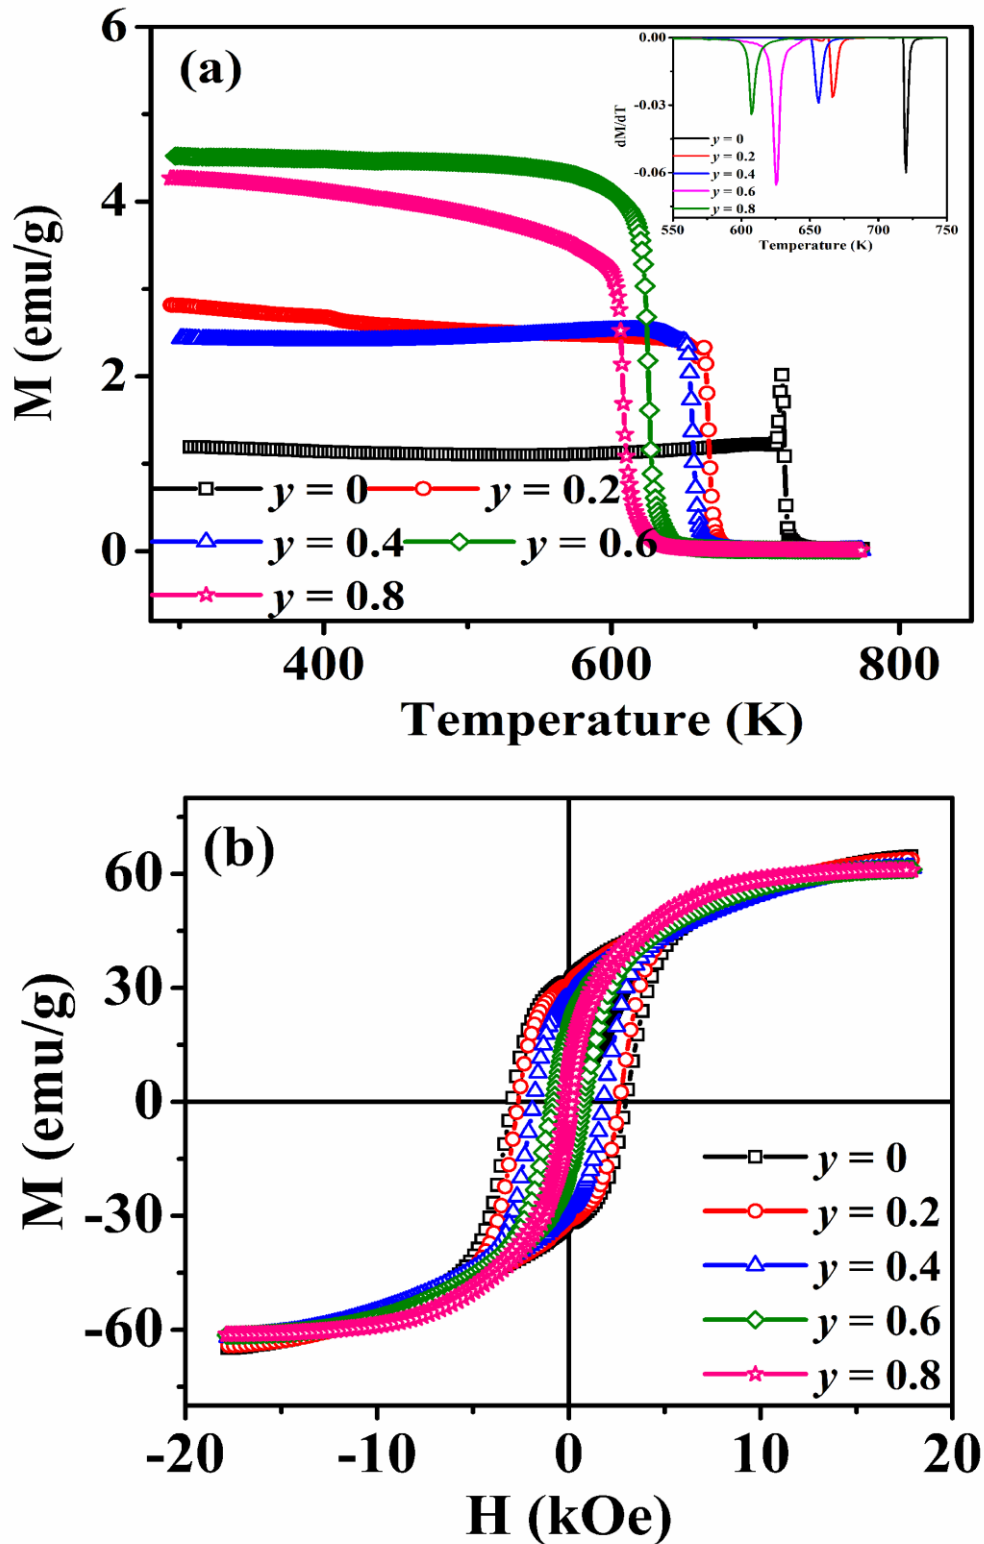 (a)
6
4
2
0
M (emu/g)
400 600 800
Temperature (K)
y = 0
y = 0.2
y = 0.4
y = 0.6
y = 0.8
0.00
-0.03
-0.06
dM/dT
y = 0
y = 0.2
y = 0.4
y = 0.6
y = 0.8
550 600 650 700 750
Temperature (K)
(b)
60
30
0
-30
-60
M (emu/g)
y = 0
y = 0.2
y = 0.4
y = 0.6
y = 0.8
-20 -10 0 10 20
H (kOe)